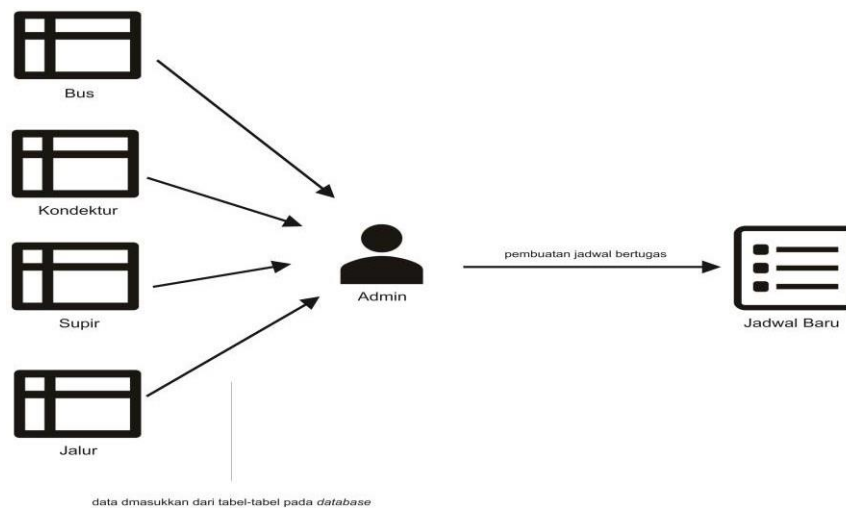 Bus
Kondektur
Supir
Jalur
Admin
pembuatan jadwal bertugas
Jadwal Baru
data dmasukkan dari tabel-tabel pada database